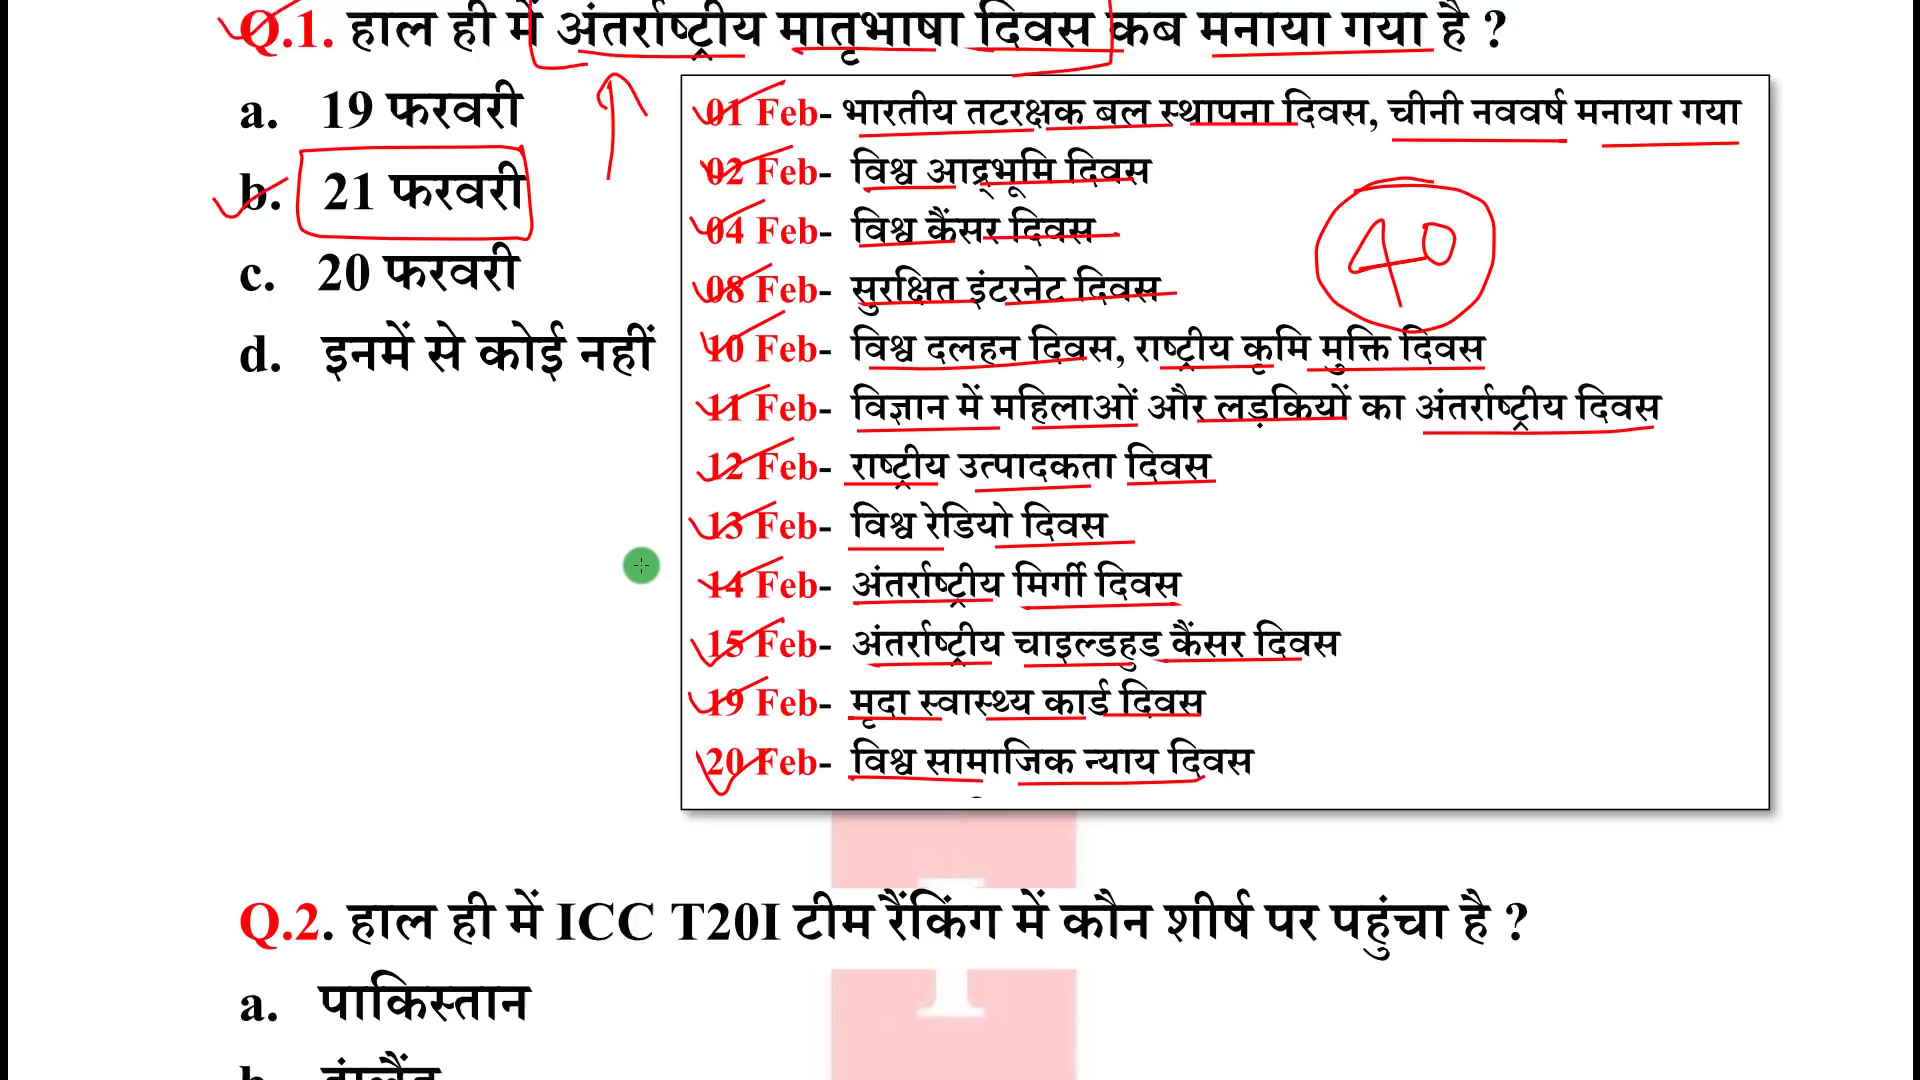 Q.1. हाल ही में अंतर्राष्ट्रीय मातृभाषा दिवस कब मनाया गया है ?
a. 19 फरवरी
b. 21 फरवरी
c. 20 फरवरी
d. इनमें से कोई नहीं
01 Feb- भारतीय तटरक्षक बल स्थापना दिवस, चीनी नववर्ष मनाया गया
02 Feb- विश्व आद्र्भूमि दिवस
04 Feb- विश्व कैंसर दिवस
08 Feb- सुरक्षित इंटरनेट दिवस
10 Feb- विश्व दलहन दिवस, राष्ट्रीय कृमि मुक्ति दिवस
11 Feb- विज्ञान में महिलाओं और लड़कियों का अंतर्राष्ट्रीय दिवस
12 Feb- राष्ट्रीय उत्पादकता दिवस
13 Feb- विश्व रेडियो दिवस
14 Feb- अंतर्राष्ट्रीय मिर्गी दिवस
15 Feb- अंतर्राष्ट्रीय चाइल्डहुड कैंसर दिवस
19 Feb- मृदा स्वास्थ्य कार्ड दिवस
20 Feb- विश्व सामाजिक न्याय दिवस
40
Q.2. हाल ही में ICC T20I टीम रैंकिंग में कौन शीर्ष पर पहुंचा है ?
a. पाकिस्तान